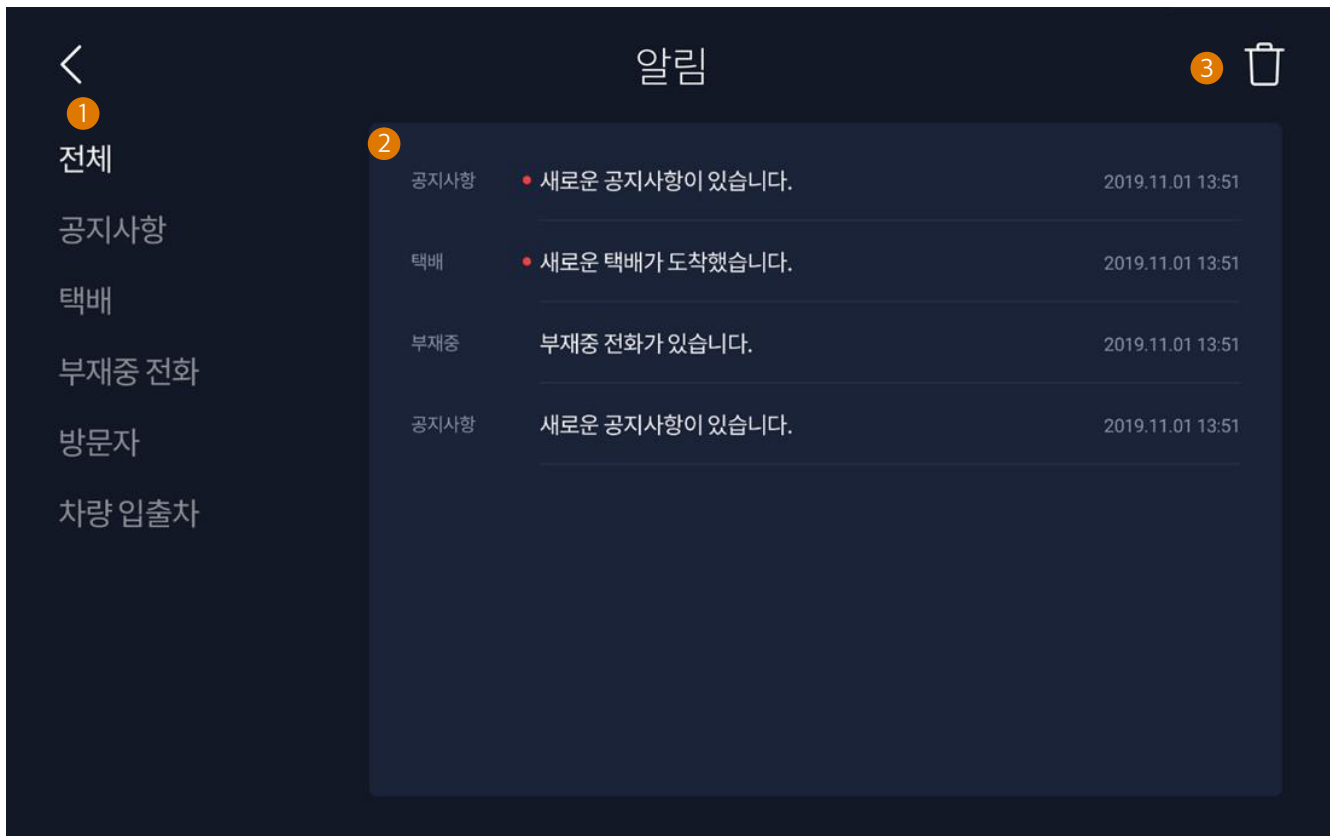 알림
3
1
전체
공지사항
택배
부재중 전화
방문자
차량 입출차
2
공지사항 새로운 공지사항이 있습니다. 2019.11.01 13:51
택배 새로운 택배가 도착했습니다. 2019.11.01 13:51
부재중 부재중 전화가 있습니다. 2019.11.01 13:51
공지사항 새로운 공지사항이 있습니다. 2019.11.01 13:51